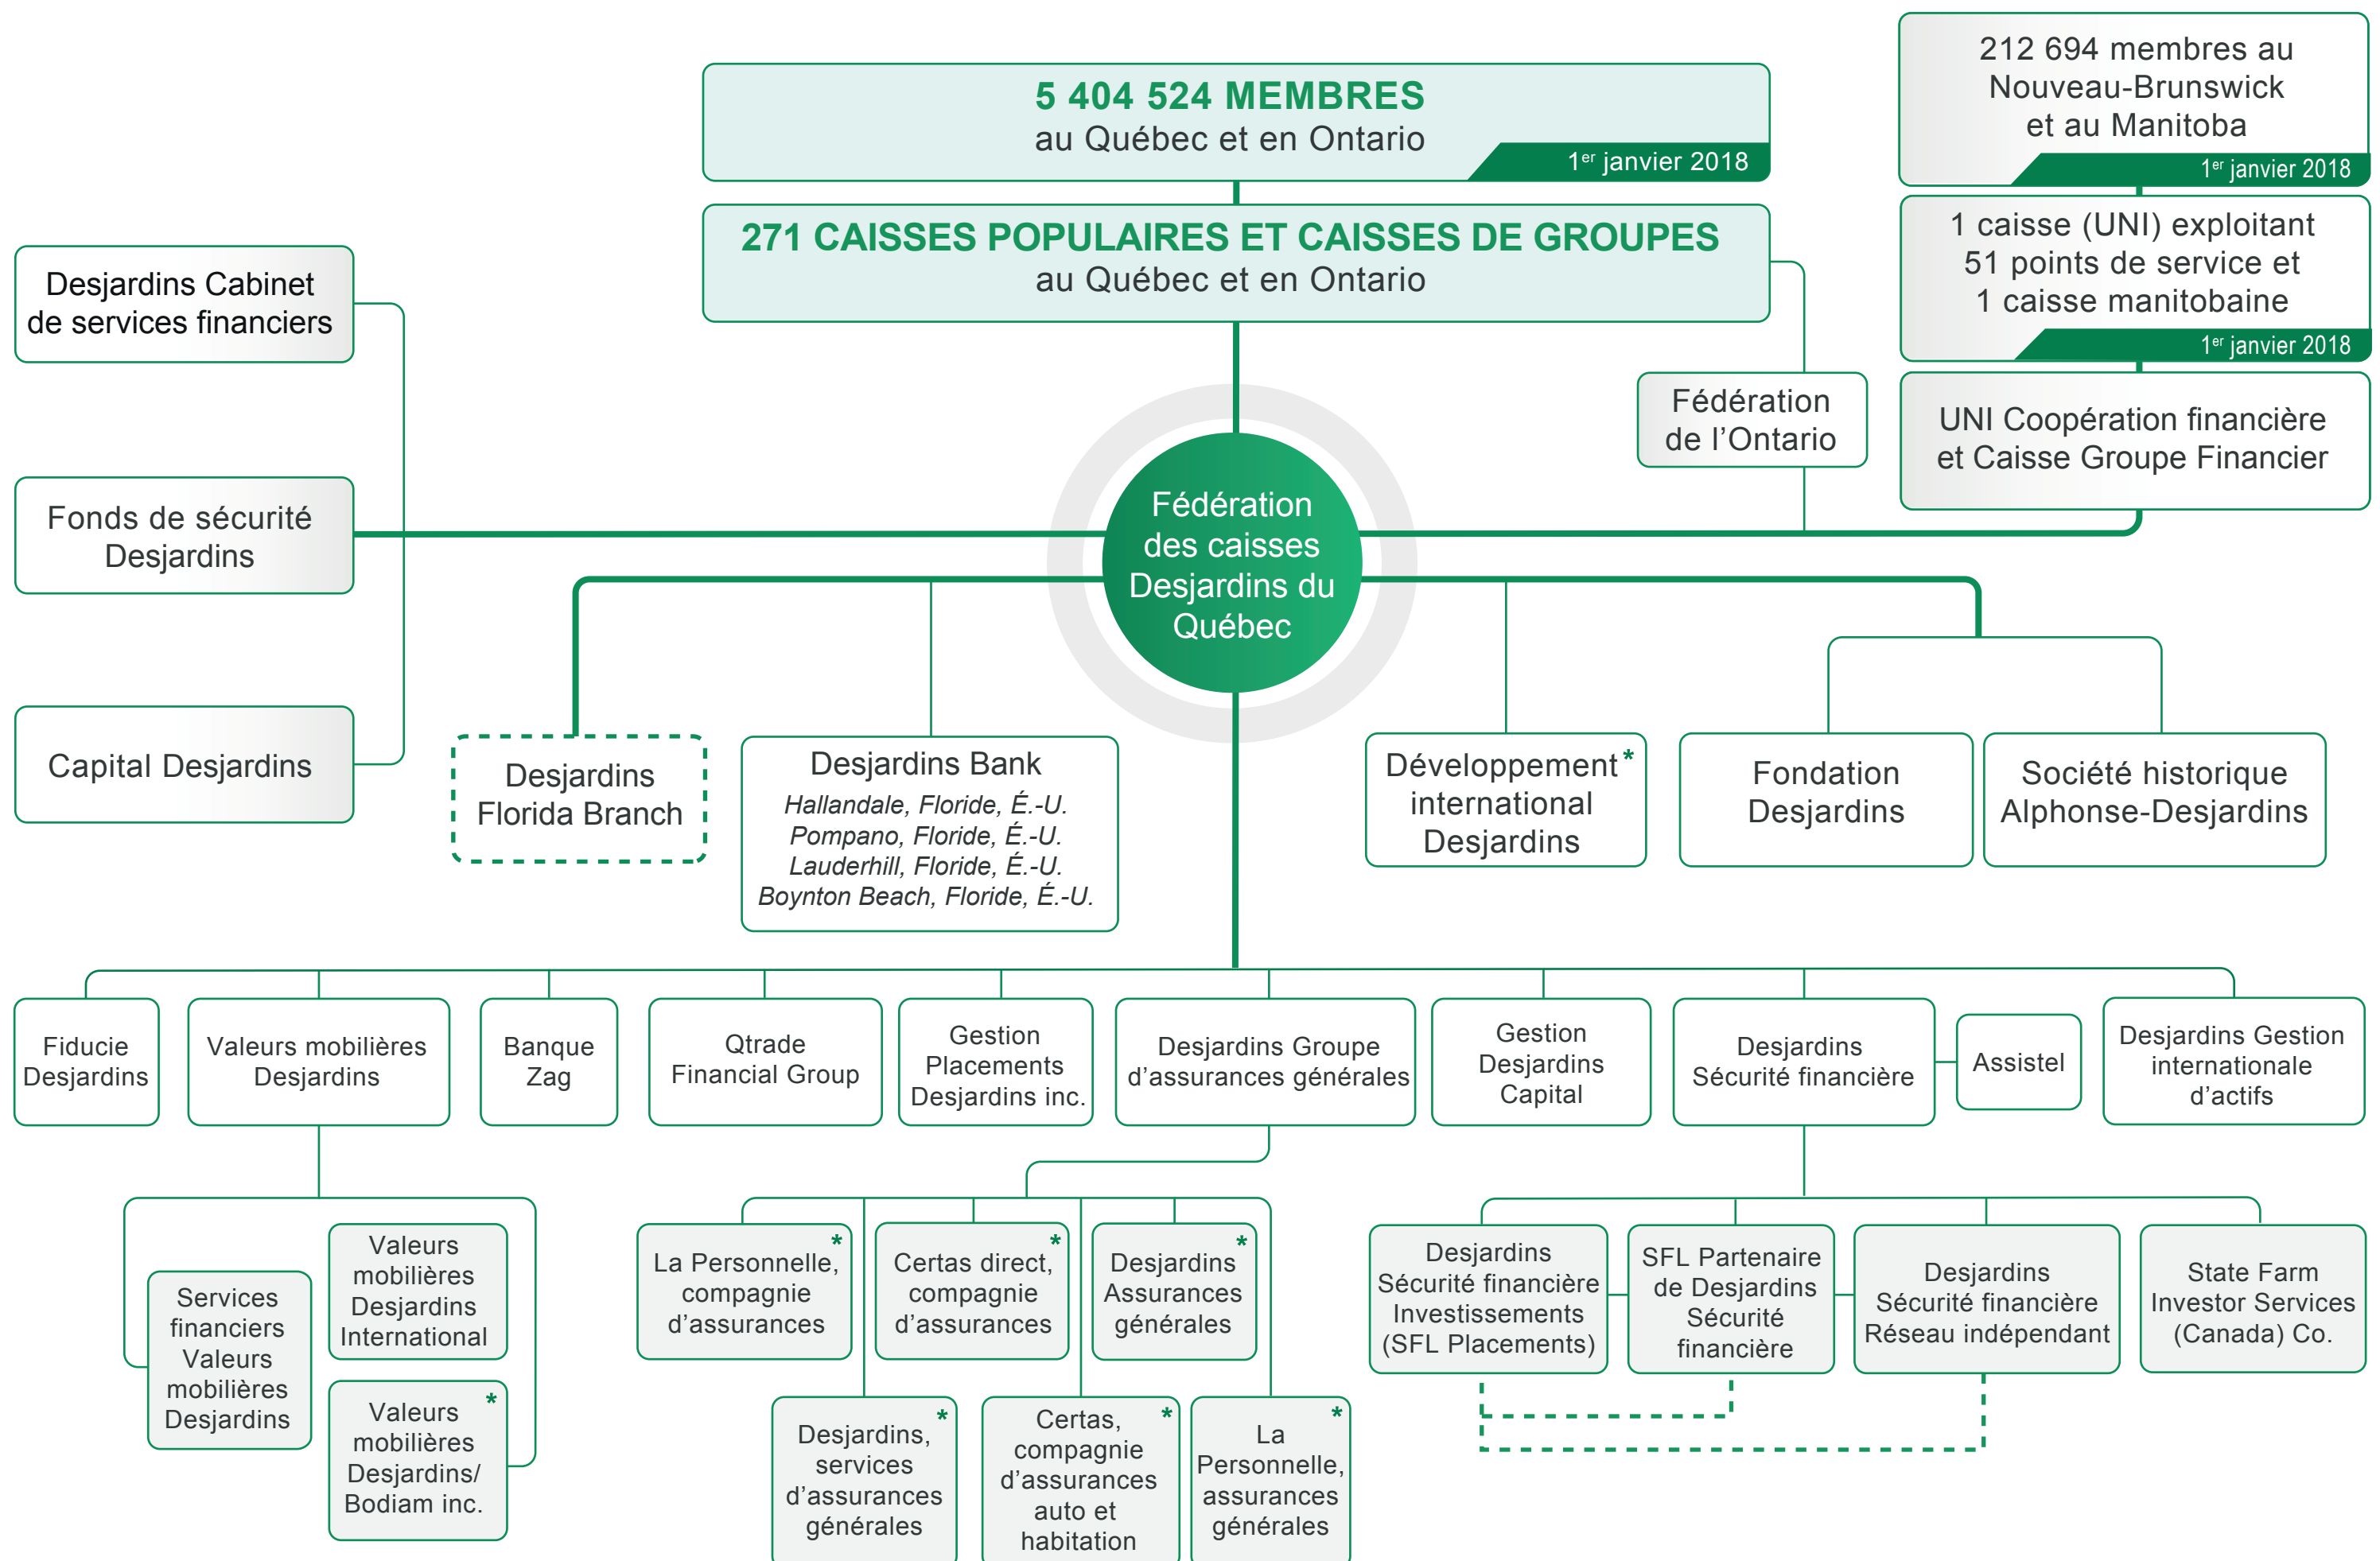 5 404 524 MEMBRES
au Québec et en Ontario
1er janvier 2018
212 694 membres au
Nouveau-Brunswick
et au Manitoba
1er janvier 2018
271 CAISSES POPULAIRES ET CAISSES DE GROUPES
au Québec et en Ontario
1 caisse (UNI) exploitant
51 points de service et
1 caisse manitobaine
1er janvier 2018
Desjardins Cabinet
de services financiers
Fédération
de l’Ontario
UNI Coopération financière
et Caisse Groupe Financier
Fonds de sécurité
Desjardins
Fédération
des caisses
Desjardins du
Québec
Capital Desjardins
Desjardins
Florida Branch
Desjardins Bank
Hallandale, Floride, É.-U.
Pompano, Floride, É.-U.
Lauderhill, Floride, É.-U.
Boynton Beach, Floride, É.-U.
Développement*
international
Desjardins
Fondation
Desjardins
Société historique
Alphonse-Desjardins
Fiducie
Desjardins
Valeurs mobilières
Desjardins
Banque
Zag
Qtrade
Financial Group
Gestion
Placements
Desjardins inc.
Desjardins Groupe
d’assurances générales
Gestion
Desjardins
Capital
Desjardins
Sécurité financière
Assistel
Desjardins Gestion
internationale
d’actifs
Services
financiers
Valeurs
mobilières
Desjardins
Valeurs
mobilières
Desjardins
International
*
Valeurs
mobilières
Desjardins/
Bodiam inc.
*
La Personnelle,
compagnie
d’assurances
*
Certas direct,
compagnie
d’assurances
*
Desjardins
Assurances
générales
*
Desjardins,
services
d’assurances
générales
*
Certas,
compagnie
d’assurances
auto et
habitation
*
La
Personnelle,
assurances
générales
Desjardins
Sécurité financière
Investissements
(SFL Placements)
SFL Partenaire
de Desjardins
Sécurité
financière
Desjardins
Sécurité financière
Réseau indépendant
State Farm
Investor Services
(Canada) Co.